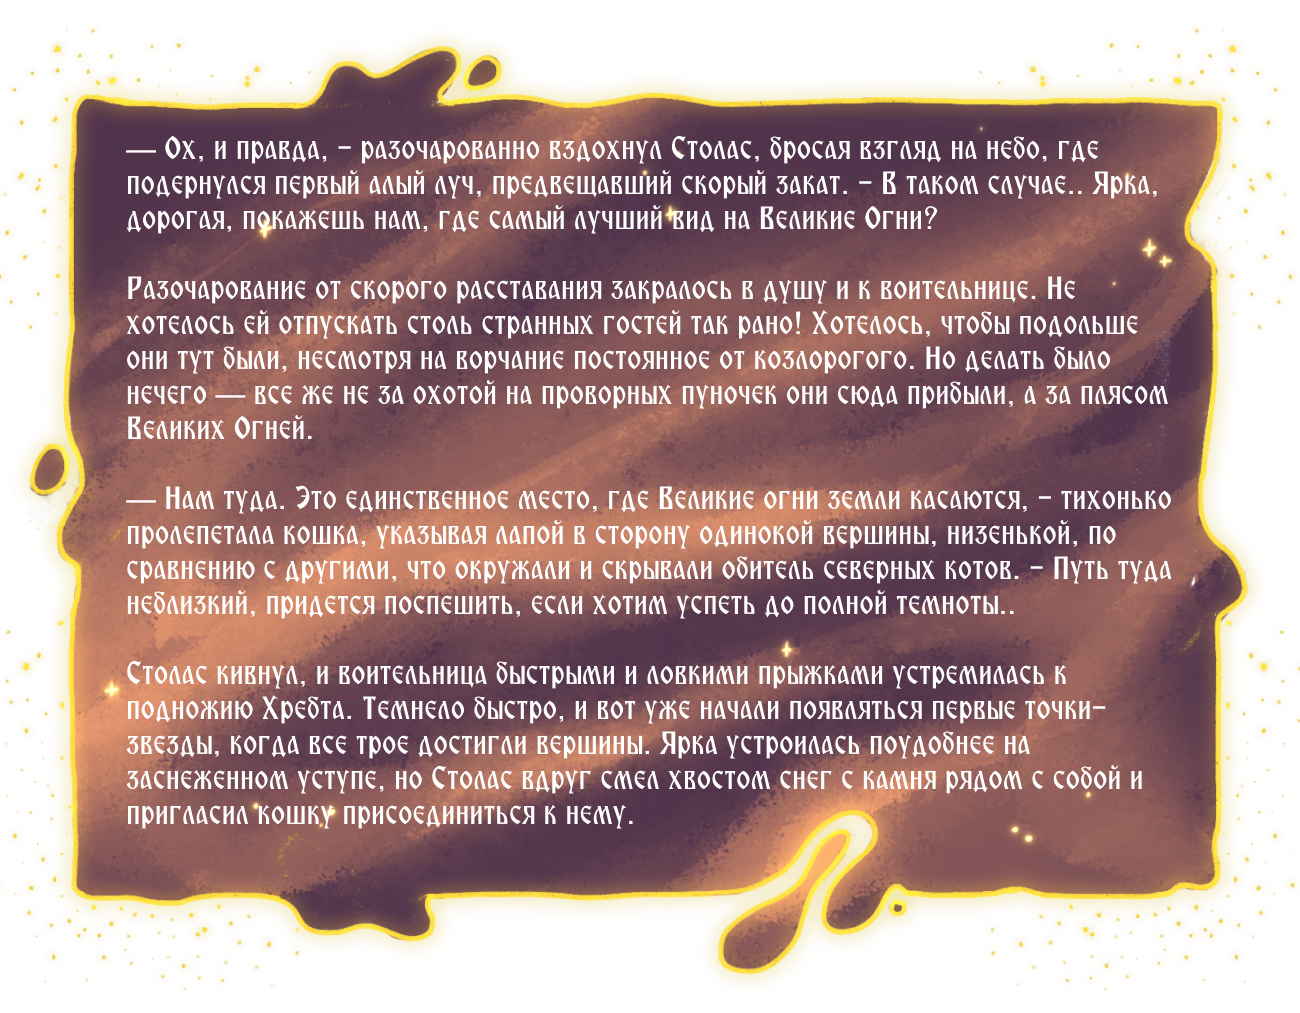 — Ох, и правда, – разочарованно вздохнул Столас, бросая взгляд на небо, где
подернулся первый алый луч, предвещавший скорый закат. – В таком случае.. Ярка,
дорогая, покажешь нам, где самый лучший вид на Великие Огни?
Разочарование от скорого расставания закралось в душу и к воительнице. Не
хотелось ей отпускать столь странных гостей так рано! Хотелось, чтобы подольше
они тут были, несмотря на ворчание постоянное от козлорогого. Но делать было
нечего — все же не за охотой на проворных пуночек они сюда прибыли, а за плясом
Великих Огней.
— Нам туда. Это единственное место, где Великие огни земли касаются, – тихонько
пролепетала кошка, указывая лапой в сторону одинокой вершины, низенькой, по
сравнению с другими, что окружали и скрывали обитель северных котов. – Путь туда
неблизкий, придется поспешить, если хотим успеть до полной темноты..
Столас кивнул, и воительница быстрыми и ловкими прыжками устремилась к
подножию Хребта. Темнело быстро, и вот уже начали появляться первые точки–
звезды, когда все трое достигли вершины. Ярка устроилась поудобнее на
заснеженном уступе, но Столас вдруг смел хвостом снег с камня рядом с собой и
пригласил кошку присоединиться к нему.